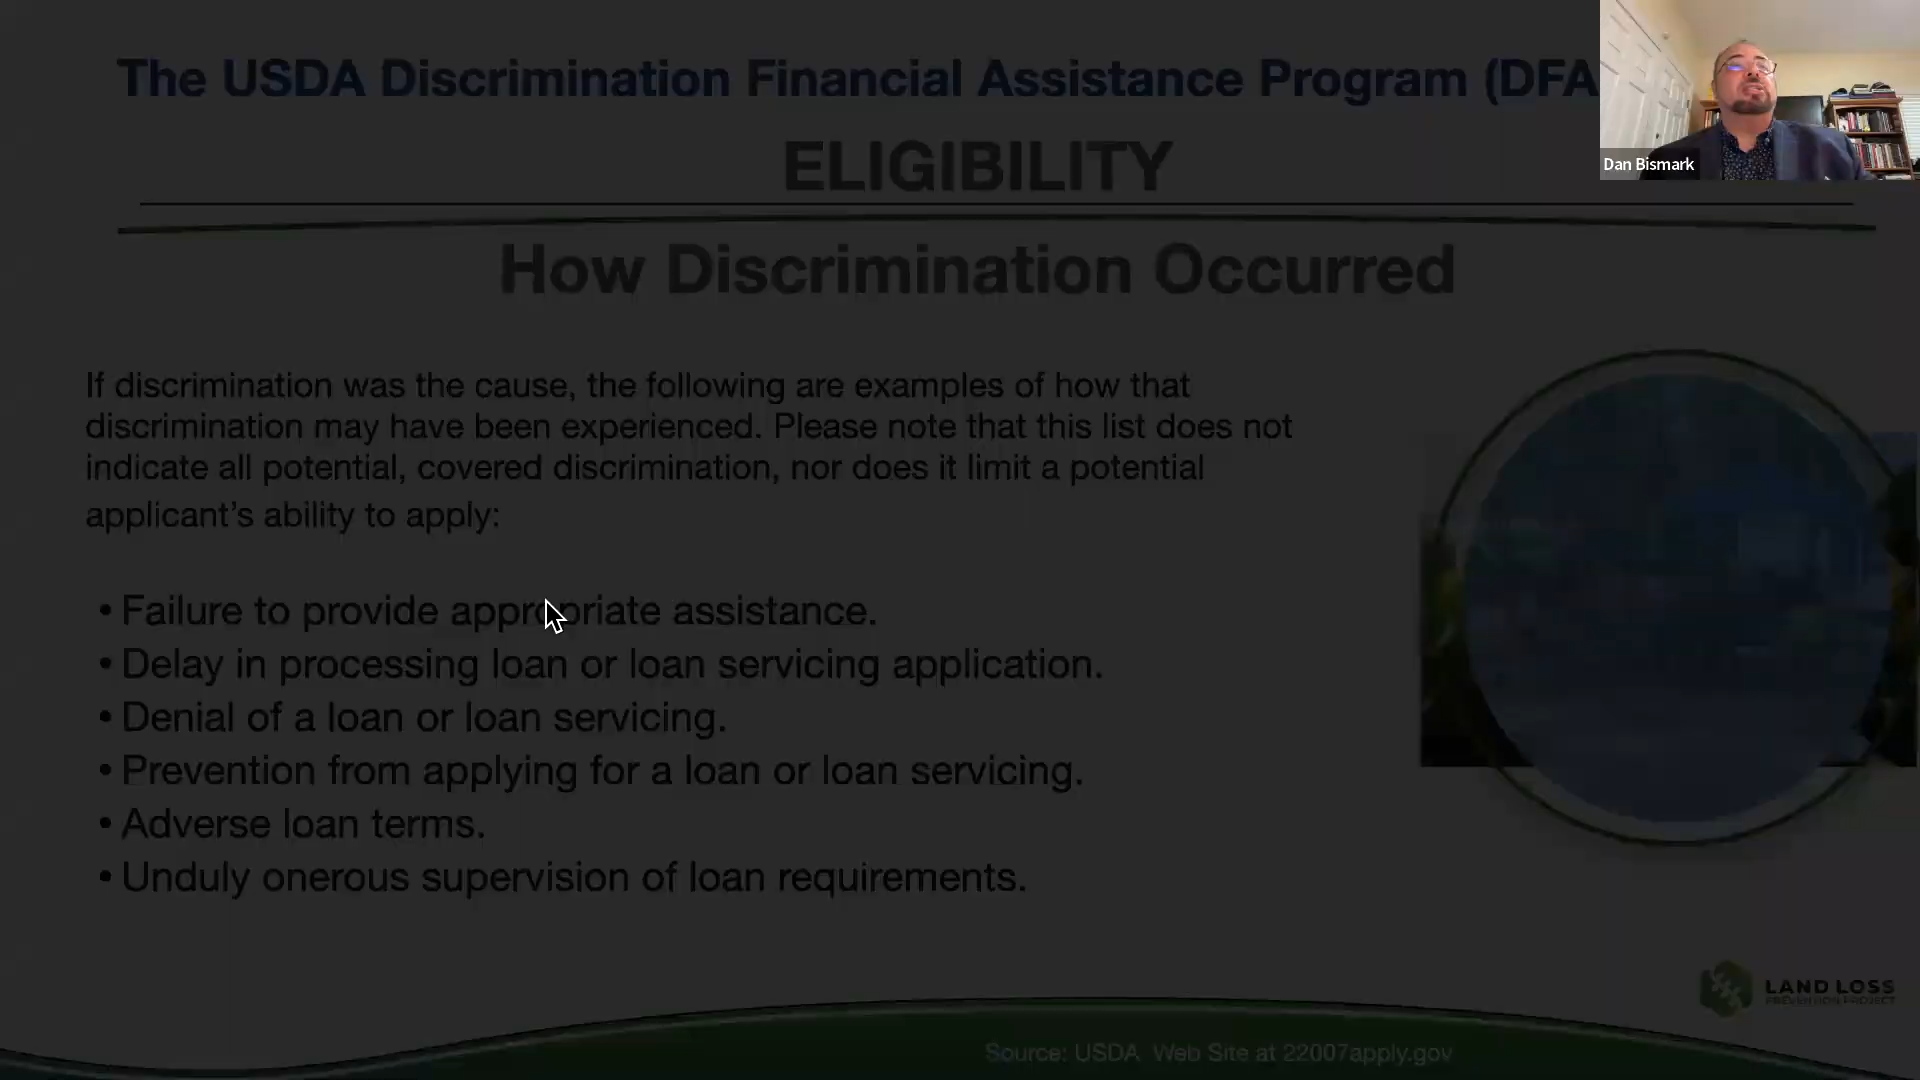 The USDA Discrimination Financial Assistance Program (DFA
Dan Bismark
ELIGIBILITY
How Discrimination Occurred
If discrimination was the cause, the following are examples of how that
discrimination may have been experienced. Please note that this list does not
indicate all potential, covered discrimination, nor does it limit a potential
applicant’s ability to apply:
• Failure to provide appropriate assistance.
• Delay in processing loan or loan servicing application.
• Denial of a loan or loan servicing.
• Prevention from applying for a loan or loan servicing.
• Adverse loan terms.
• Unduly onerous supervision of loan requirements.
LAND LOSS
PREVENTION PROJECT
Source: USDA Web Site at 22007apply.gov